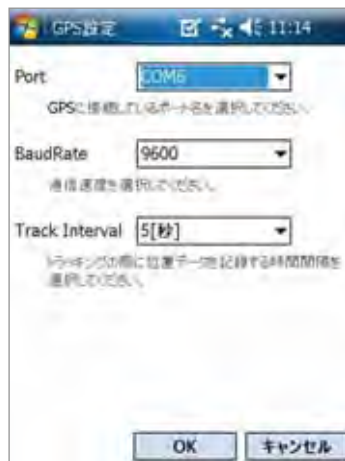 GPS設定 11:14
Port COM6
GPSに接続しているポート名を選択してください。
BaudRate 9600
通信速度を選択してください。
Track Interval 5[秒]
トラッキングの際に位置データを記録する時間間隔を
選択してください。
OK キャンセル